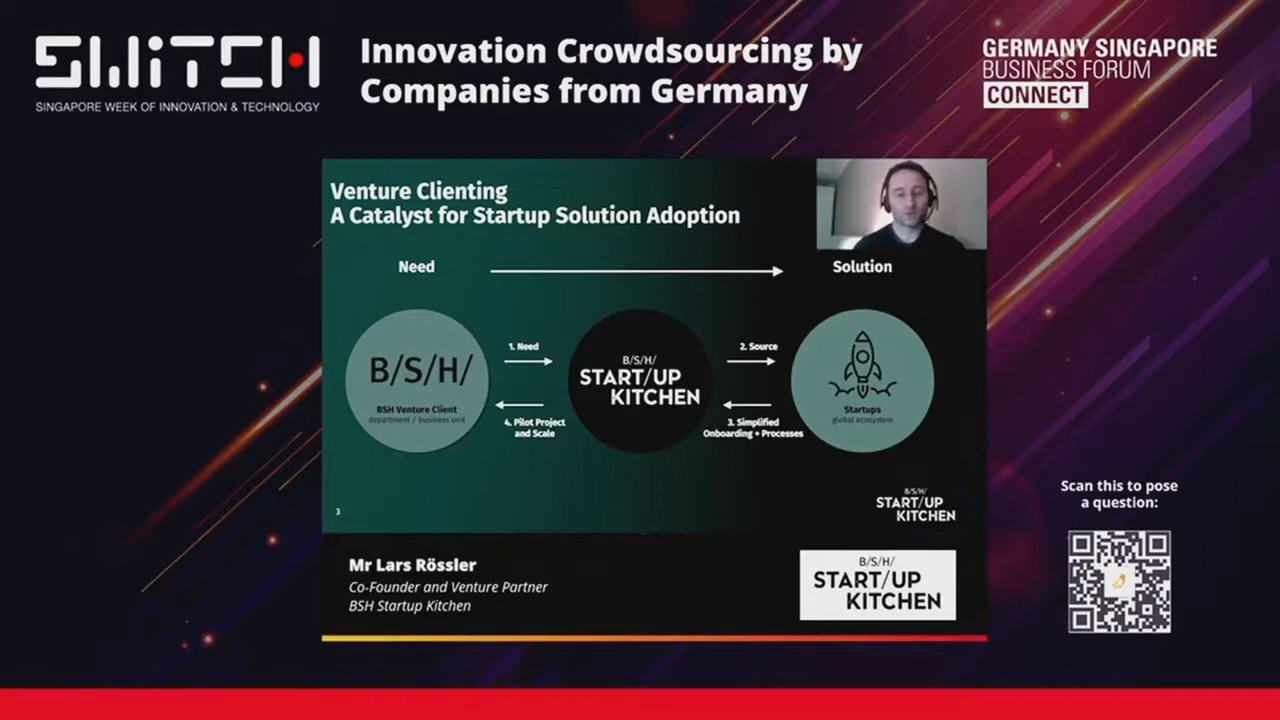 SWITCH
SINGAPORE WEEK OF INNOVATION & TECHNOLOGY
Innovation Crowdsourcing by
Companies from Germany
GERMANY SINGAPORE
BUSINESS FORUM
CONNECT
Venture Clienting
A Catalyst for Startup Solution Adoption
Need
Solution
B/S/H/
BSH Venture Client
department / business unit
1. Need
4. Pilot Project
and Scale
B/S/H/
START/UP
KITCHEN
2. Source
3. Simplified
Onboarding + Processes
Startups
global ecosystem
3
B/S/H/
START/UP
KITCHEN
Mr Lars Rössler
Co-Founder and Venture Partner
BSH Startup Kitchen
B/S/H/
START/UP
KITCHEN
Scan this to pose
a question: